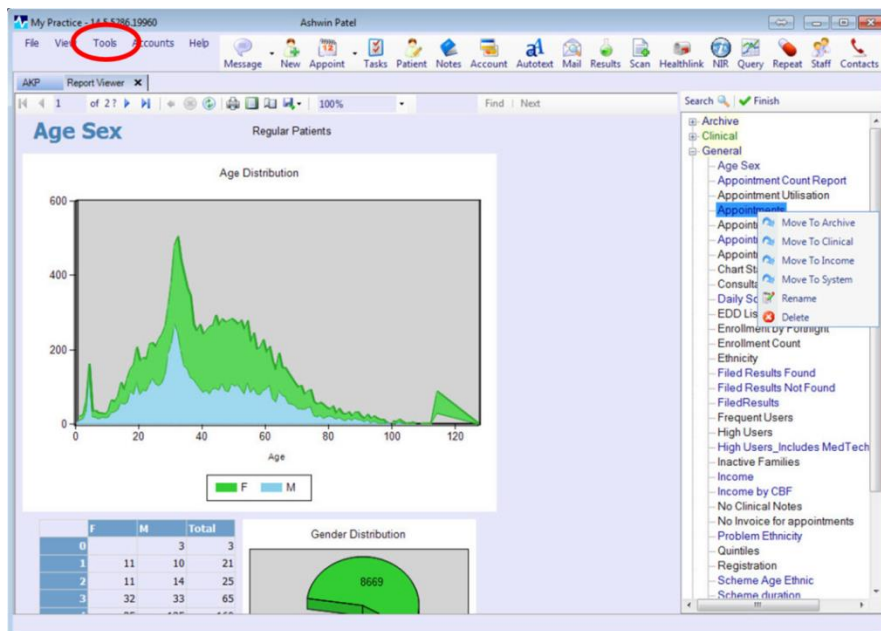 My Practice - 14.5.5286.19960
Ashwin Patel
File View Tools Accounts Help
Message New Appoint Tasks Patient Notes Account Autotext Mail Results Scan Healthlink NIR Query Repeat Staff Contacts
12
AKP Report Viewer
1 of 2 ? 100% Find | Next
Search Finish
Age Sex
Regular Patients
Age Distribution
600
400
200
0
0 20 40 60 80 100 120
Age
F M
F M Total
0 3 3
1 11 10 21
2 11 14 25
3 32 33 65
Gender Distribution
8669
Archive
Clinical
General
Age Sex
Appointment Count Report
Appointment Utilisation
Appointments
Move To Archive
Move To Clinical
Move To Income
Move To System
Rename
Delete
EDD Lis
Enrollment by Fortnight
Enrollment Count
Ethnicity
Filed Results Found
Filed Results Not Found
FiledResults
Frequent Users
High Users
High Users_Includes MedTech
Inactive Families
Income
Income by CBF
No Clinical Notes
No Invoice for appointments
Problem Ethnicity
Quintiles
Registration
Scheme Age Ethnic
Scheme duration